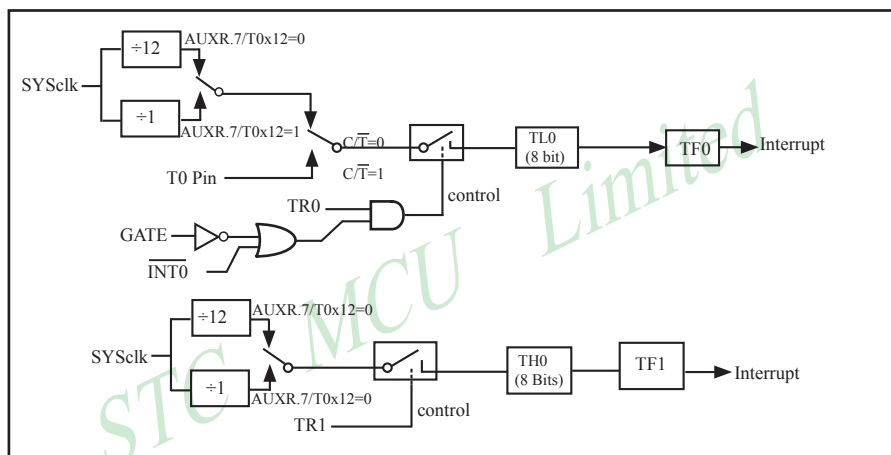 ÷12
AUXR.7/T0x12=0
SYSclk
÷1
AUXR.7/T0x12=1
C/T̅=0
T0 Pin
C/T̅=1
TL0
(8 bit)
TF0
Interrupt
control
TR0
GATE
I̅N̅T̅0̅
÷12
AUXR.7/T0x12=0
SYSclk
÷1
AUXR.7/T0x12=0
TH0
(8 Bits)
TF1
Interrupt
control
TR1
STC MCU Limited